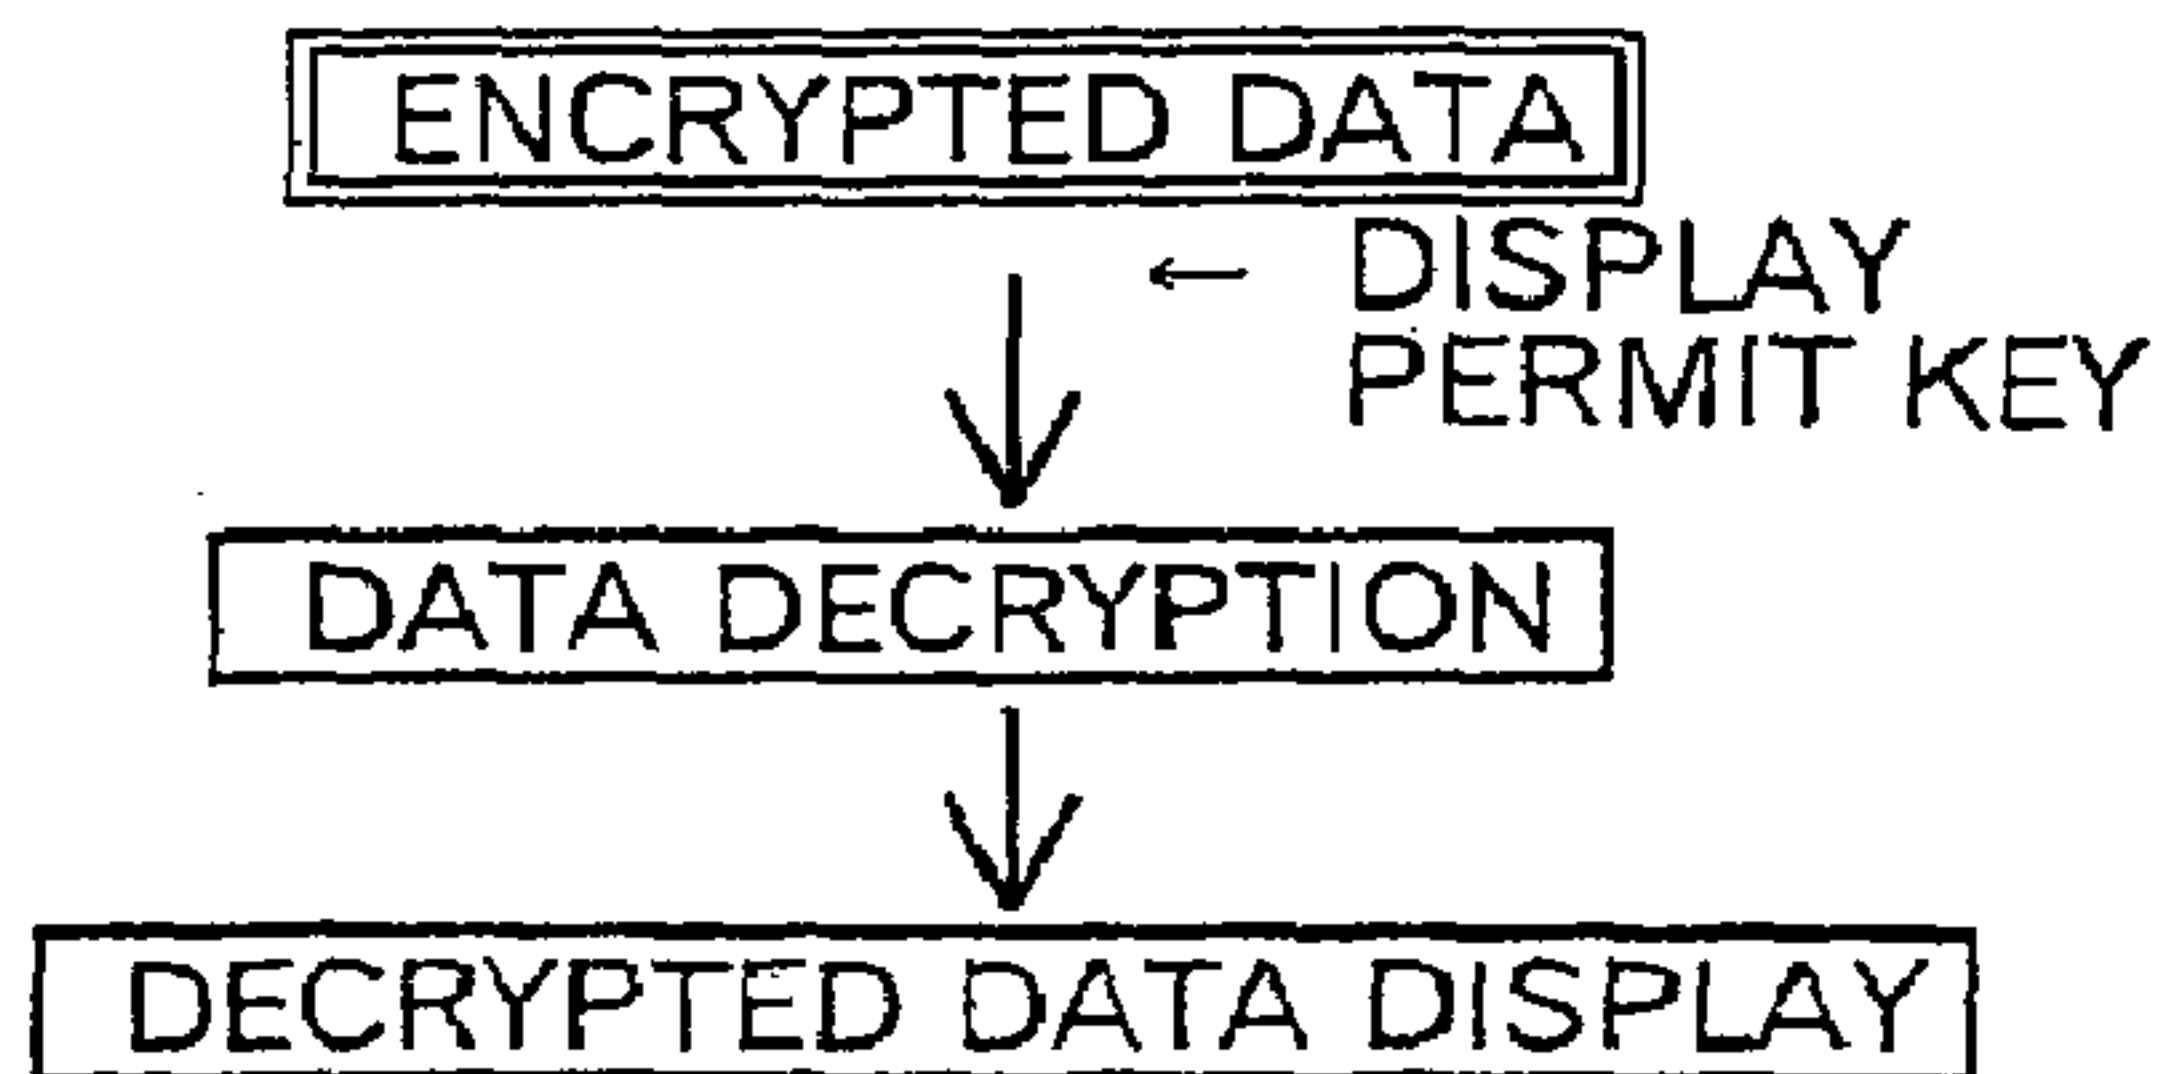 ENCRYPTED DATA
← DISPLAY
PERMIT KEY
DATA DECRYPTION
DECRYPTED DATA DISPLAY